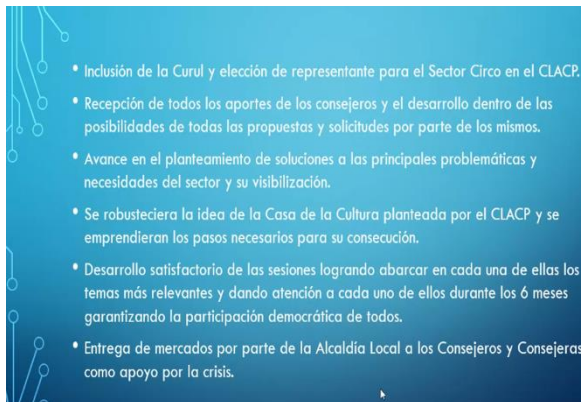 • Inclusión de la Curul y elección de representante para el Sector Circo en el CLACP.
• Recepción de todos los aportes de los consejeros y el desarrollo dentro de las
posibilidades de todas las propuestas y solicitudes por parte de los mismos.
• Avance en el planteamiento de soluciones a las principales problemáticas y
necesidades del sector y su visibilización.
• Se robusteciera la idea de la Casa de la Cultura planteada por el CLACP y se
emprendieran los pasos necesarios para su consecución.
• Desarrollo satisfactorio de las sesiones logrando abarcar en cada una de ellas los
temas más relevantes y dando atención a cada uno de ellos durante los 6 meses
garantizando la participación democrática de todos.
• Entrega de mercados por parte de la Alcaldía Local a los Consejeros y Consejeras
como apoyo por la crisis.